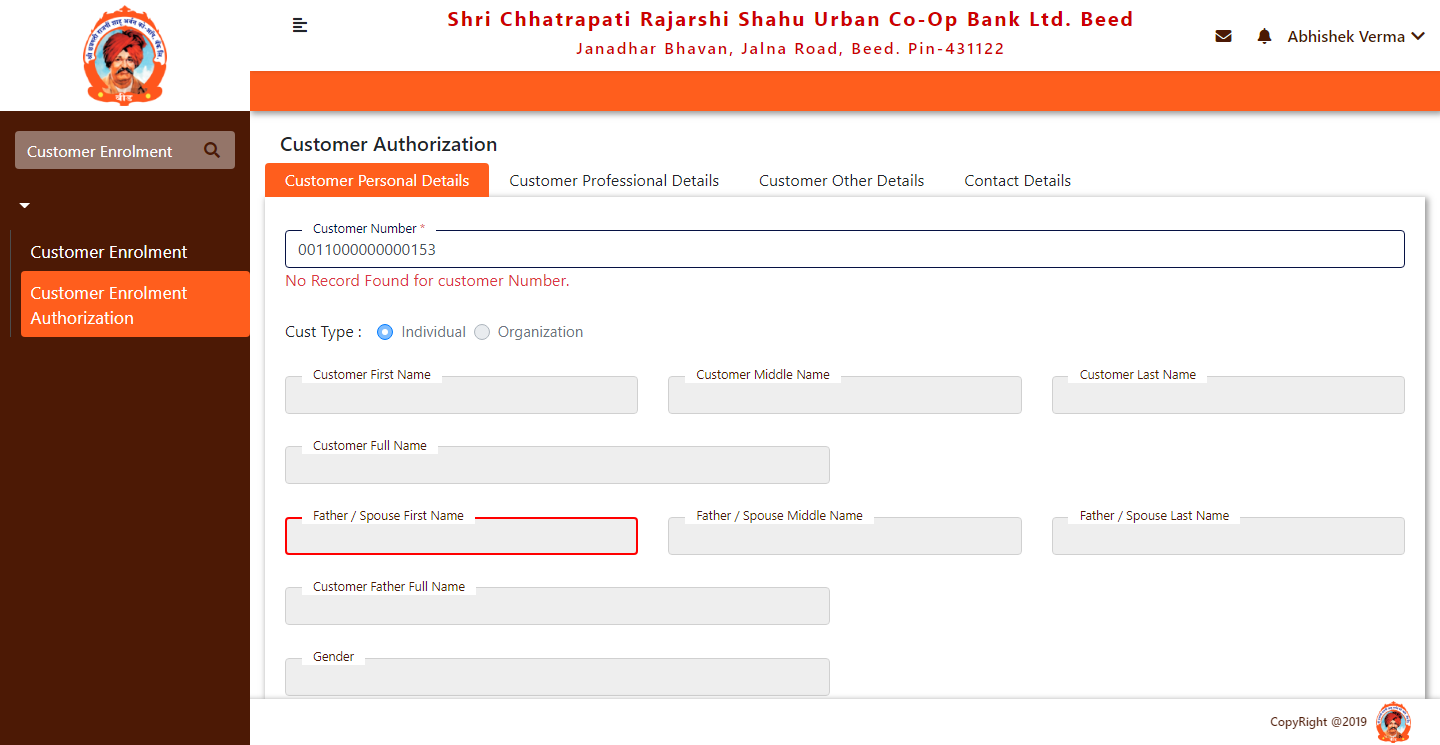 Shri Chhatrapati Rajarshi Shahu Urban Co-Op Bank Ltd. Beed
Janadhar Bhavan, Jalna Road, Beed. Pin-431122
Abhishek Verma
बीड
Customer Enrolment
Customer Enrolment
Customer Enrolment
Authorization
Customer Authorization
Customer Personal Details
Customer Professional Details
Customer Other Details
Contact Details
Customer Number *
0011000000000153
No Record Found for customer Number.
Cust Type :
Individual
Organization
Customer First Name
Customer Middle Name
Customer Last Name
Customer Full Name
Father / Spouse First Name
Father / Spouse Middle Name
Father / Spouse Last Name
Customer Father Full Name
Gender
CopyRight @2019